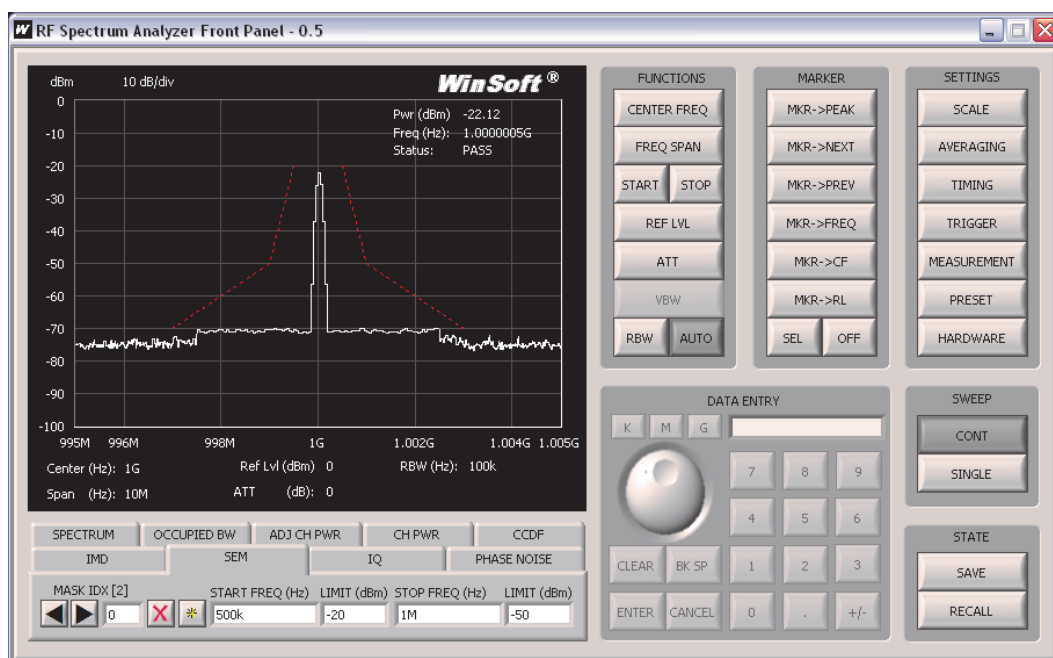 W RF Spectrum Analyzer Front Panel - 0.5
dBm 10 dB/div WinSoft ®
Pwr (dBm) -22.12
Freq (Hz): 1.0000005G
Status: PASS
0
-10
-20
-30
-40
-50
-60
-70
-80
-90
-100
995M 996M 998M 1G 1.002G 1.004G 1.005G
Center (Hz): 1G Ref Lvl (dBm) 0 RBW (Hz): 100k
Span (Hz): 10M ATT (dB): 0
SPECTRUM OCCUPIED BW ADJ CH PWR CH PWR CCDF
IMD SEM IQ PHASE NOISE
MASK IDX [2] START FREQ (Hz) LIMIT (dBm) STOP FREQ (Hz) LIMIT (dBm)
0 500k -20 1M -50
FUNCTIONS
CENTER FREQ
FREQ SPAN
START STOP
REF LVL
ATT
VBW
RBW AUTO
MARKER
MKR->PEAK
MKR->NEXT
MKR->PREV
MKR->FREQ
MKR->CF
MKR->RL
SEL OFF
SETTINGS
SCALE
AVERAGING
TIMING
TRIGGER
MEASUREMENT
PRESET
HARDWARE
DATA ENTRY
K M G
7 8 9
4 5 6
CLEAR BK SP 1 2 3
ENTER CANCEL 0 . +/-
SWEEP
CONT
SINGLE
STATE
SAVE
RECALL